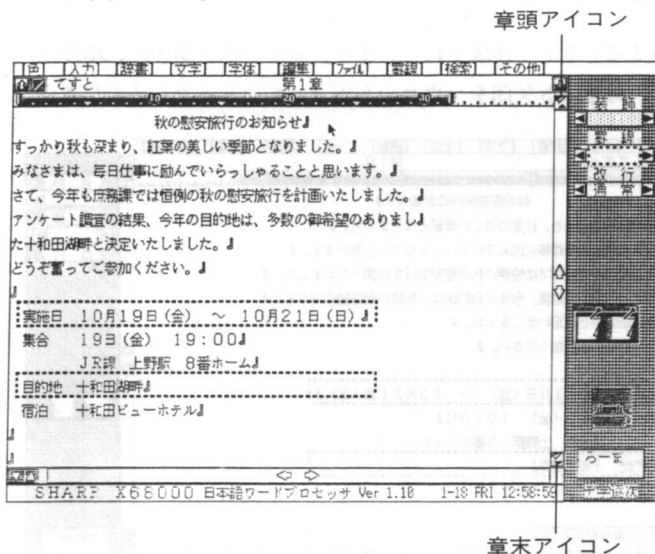 章頭アイコン
[色] [入力] [辞書] [文字] [字体] [編集] [ファイル] [罫線] [検索] [その他]
てすと 第1章
10 20 30
秋の慰安旅行のお知らせ
すっかり秋も深まり、紅葉の美しい季節となりました。
みなさまは、毎日仕事に励んでいらっしゃることと思います。
さて、今年も庶務課では恒例の秋の慰安旅行を計画いたしました。
アンケート調査の結果、今年の目的地は、多数の御希望のありまし
た十和田湖畔と決定いたしました。
どうぞ奮ってご参加ください。
実施日 10月19日(金) ~ 10月21日(日)
集合 19日(金) 19:00
JR線 上野駅 8番ホーム
目的地 十和田湖畔
宿泊 十和田ビューホテル
装飾
罫線
改行
通常
ろーま
SHARP X68000 日本語ワードプロセッサ Ver 1.10 1-18 FRI 12:58:59
章末アイコン